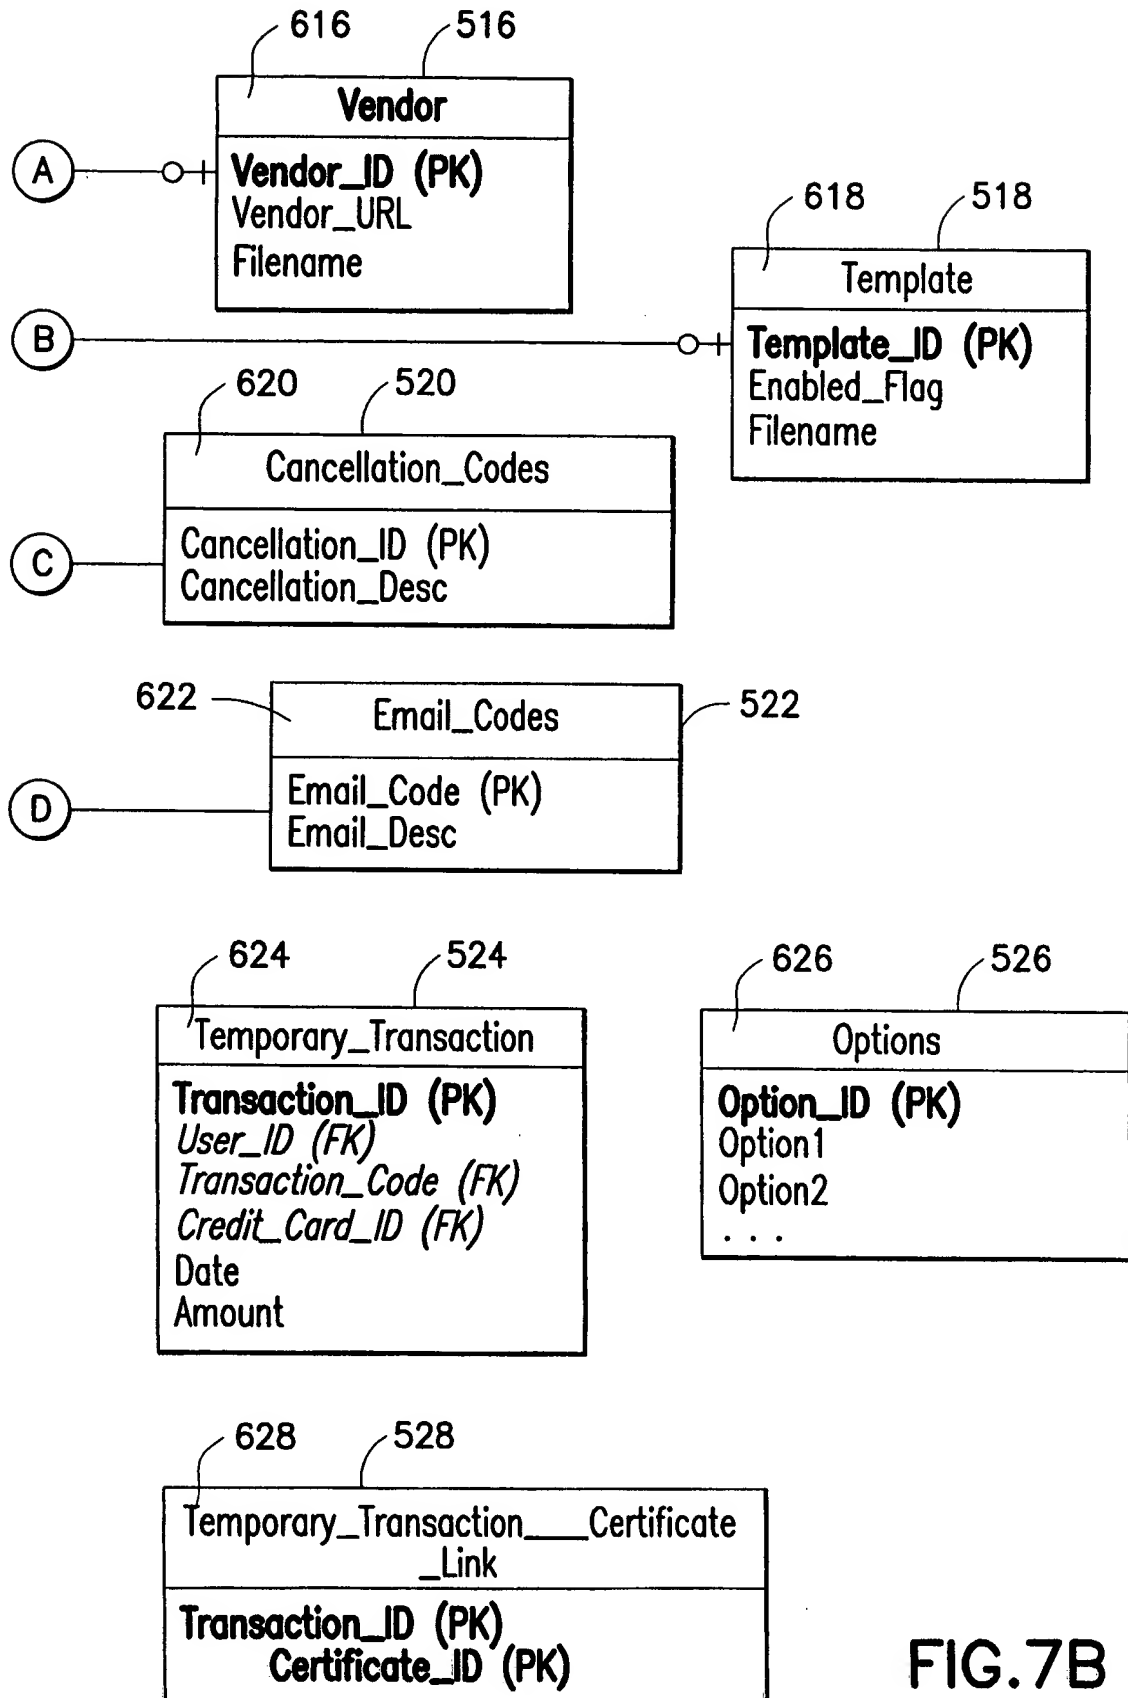 616 516
Vendor
A
Vendor_ID (PK)
Vendor_URL
Filename
618 518
Template
B
Template_ID (PK)
Enabled_Flag
Filename
620 520
Cancellation_Codes
C
Cancellation_ID (PK)
Cancellation_Desc
622 522
Email_Codes
D
Email_Code (PK)
Email_Desc
624 524
Temporary_Transaction
Transaction_ID (PK)
User_ID (FK)
Transaction_Code (FK)
Credit_Card_ID (FK)
Date
Amount
626 526
Options
Option_ID (PK)
Option1
Option2
. . .
628 528
Temporary_Transaction___Certificate
_Link
Transaction_ID (PK)
Certificate_ID (PK)
FIG.7B